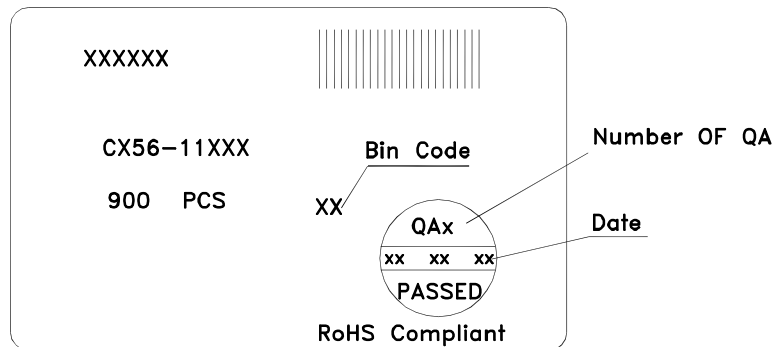 XXXXXX
CX56-11XXX
900 PCS
Bin Code
XX
Number OF QA
QAx
Date
xx xx xx
PASSED
RoHS Compliant